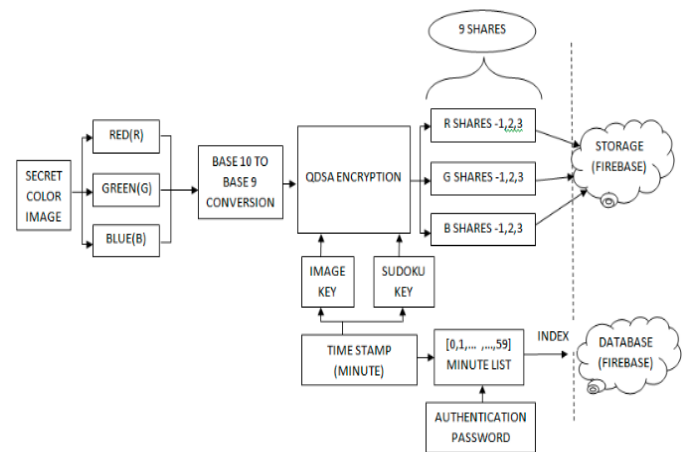 9 SHARES
RED(R)
R SHARES -1,2,3
SECRET
COLOR
IMAGE
GREEN(G)
BASE 10 TO
BASE 9
CONVERSION
QDSA ENCRYPTION
G SHARES -1,2,3
STORAGE
(FIREBASE)
BLUE(B)
B SHARES -1,2,3
IMAGE
KEY
SUDOKU
KEY
TIME STAMP
(MINUTE)
[0,1,... ,...,59]
MINUTE LIST
INDEX
DATABASE
(FIREBASE)
AUTHENTICATION
PASSWORD